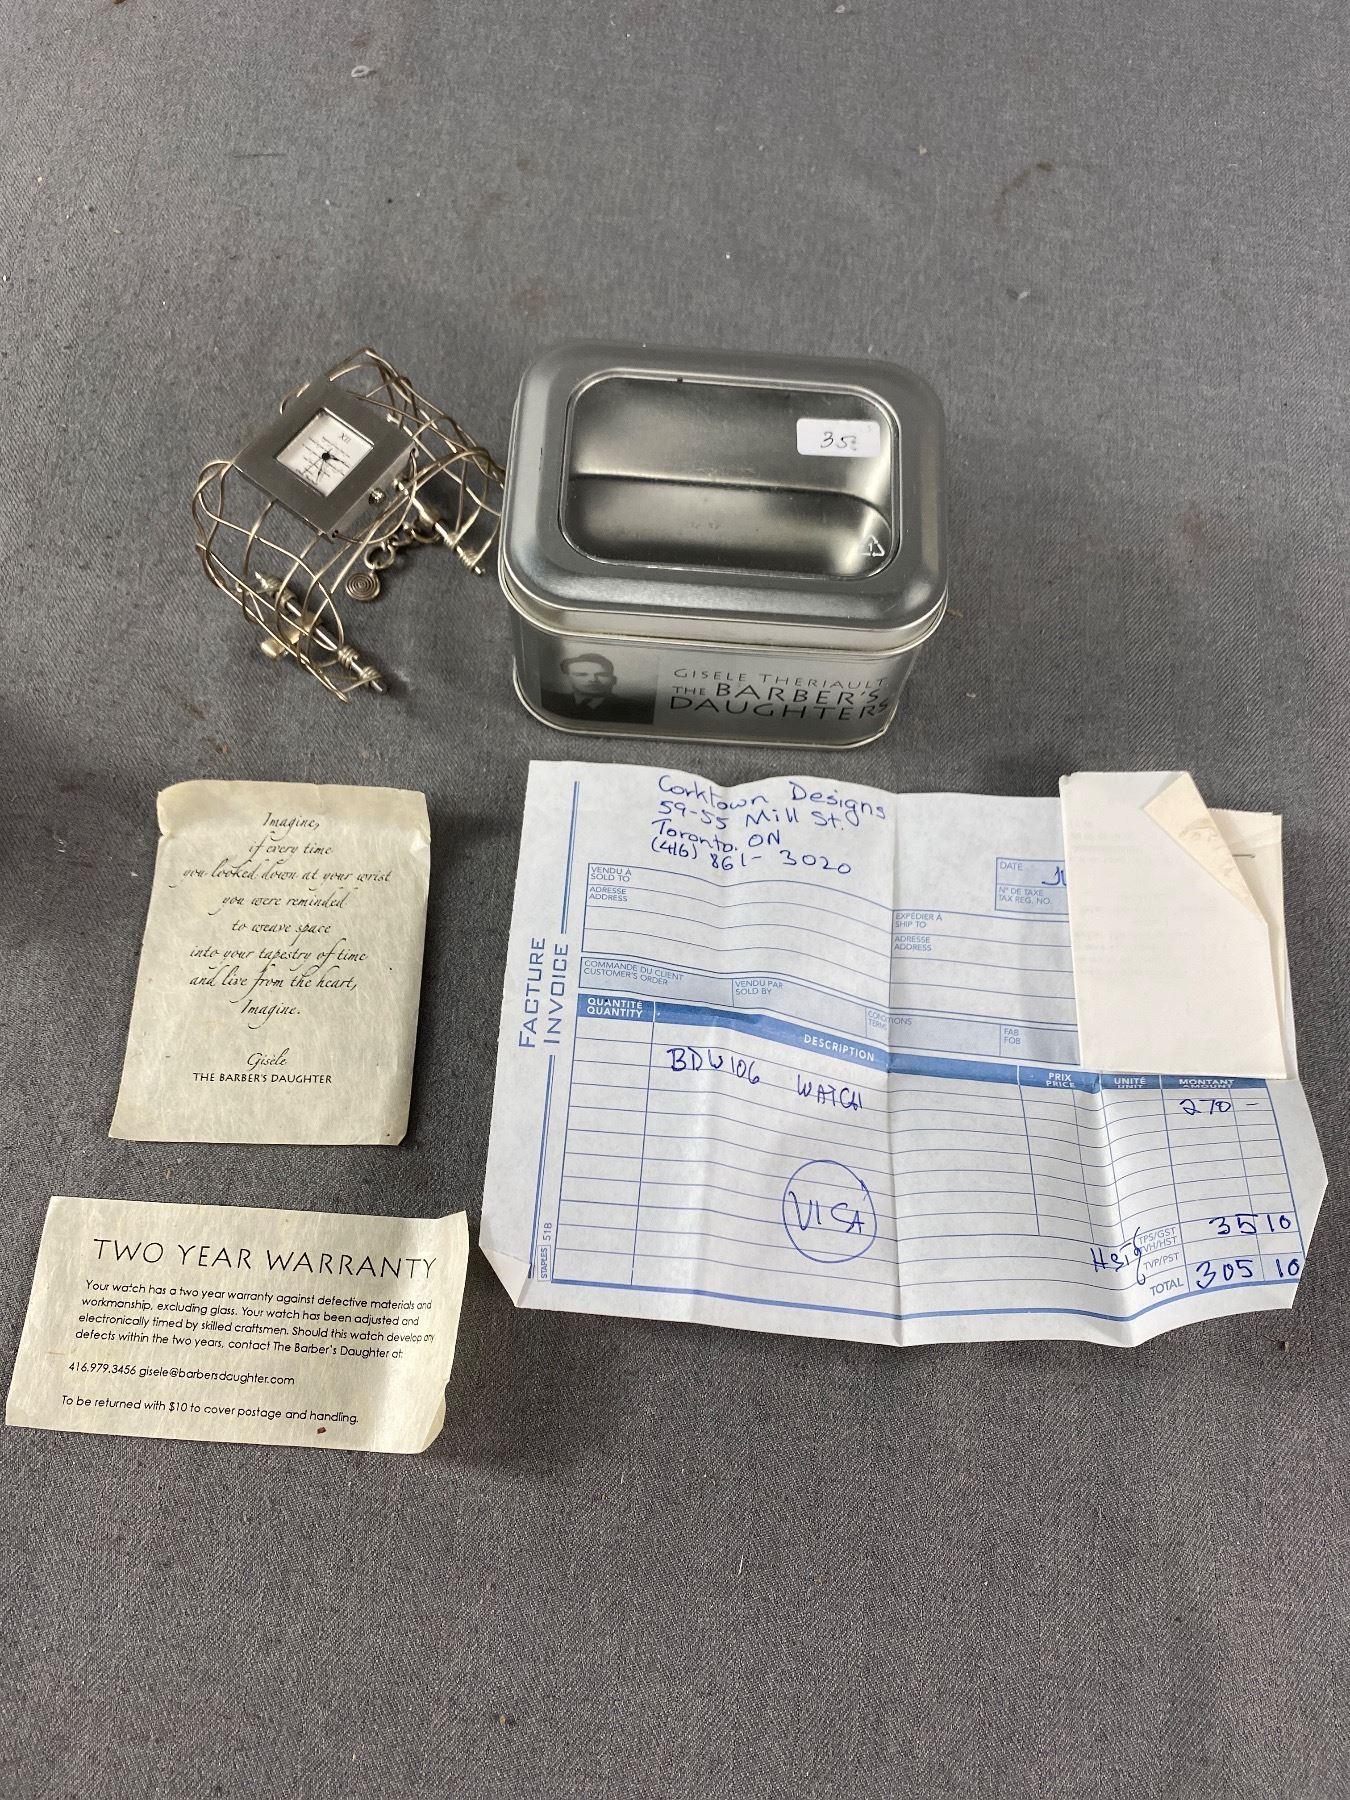 XII
35
GISELE THERIAULT
THE BARBER'S
DAUGHTERS
Imagine,
if every time
you looked down at your wrist
you were reminded
to weave space
into your tapestry of time
and live from the heart,
Imagine.
Gisèle
THE BARBER'S DAUGHTER
TWO YEAR WARRANTY
Your watch has a two year warranty against defective materials and
workmanship, excluding glass. Your watch has been adjusted and
electronically timed by skilled craftsmen. Should this watch develop any
defects within the two years, contact The Barber's Daughter at:
416.979.3456 gisele@barbersdaughter.com
To be returned with $10 to cover postage and handling.
Corktown Designs
59-55 Mill St.
Toronto. ON
(416) 861-3020
FACTURE
INVOICE
VENDU À
SOLD TO
ADRESSE
ADDRESS
DATE
N° DE TAXE
TAX REG. NO.
EXPÉDIER À
SHIP TO
ADRESSE
ADDRESS
COMMANDE DU CLIENT
CUSTOMER'S ORDER
VENDU PAR
SOLD BY
CONDITIONS
TERMS
FAB
FOB
QUANTITÉ
QUANTITY
DESCRIPTION
PRIX
PRICE
UNITÉ
UNIT
MONTANT
AMOUNT
BDW106 WATCH
270 -
VISA
HST
TPS/GST
TVH/HST
35 10
TVP/PST
TOTAL
305 10
STAPLES 51B